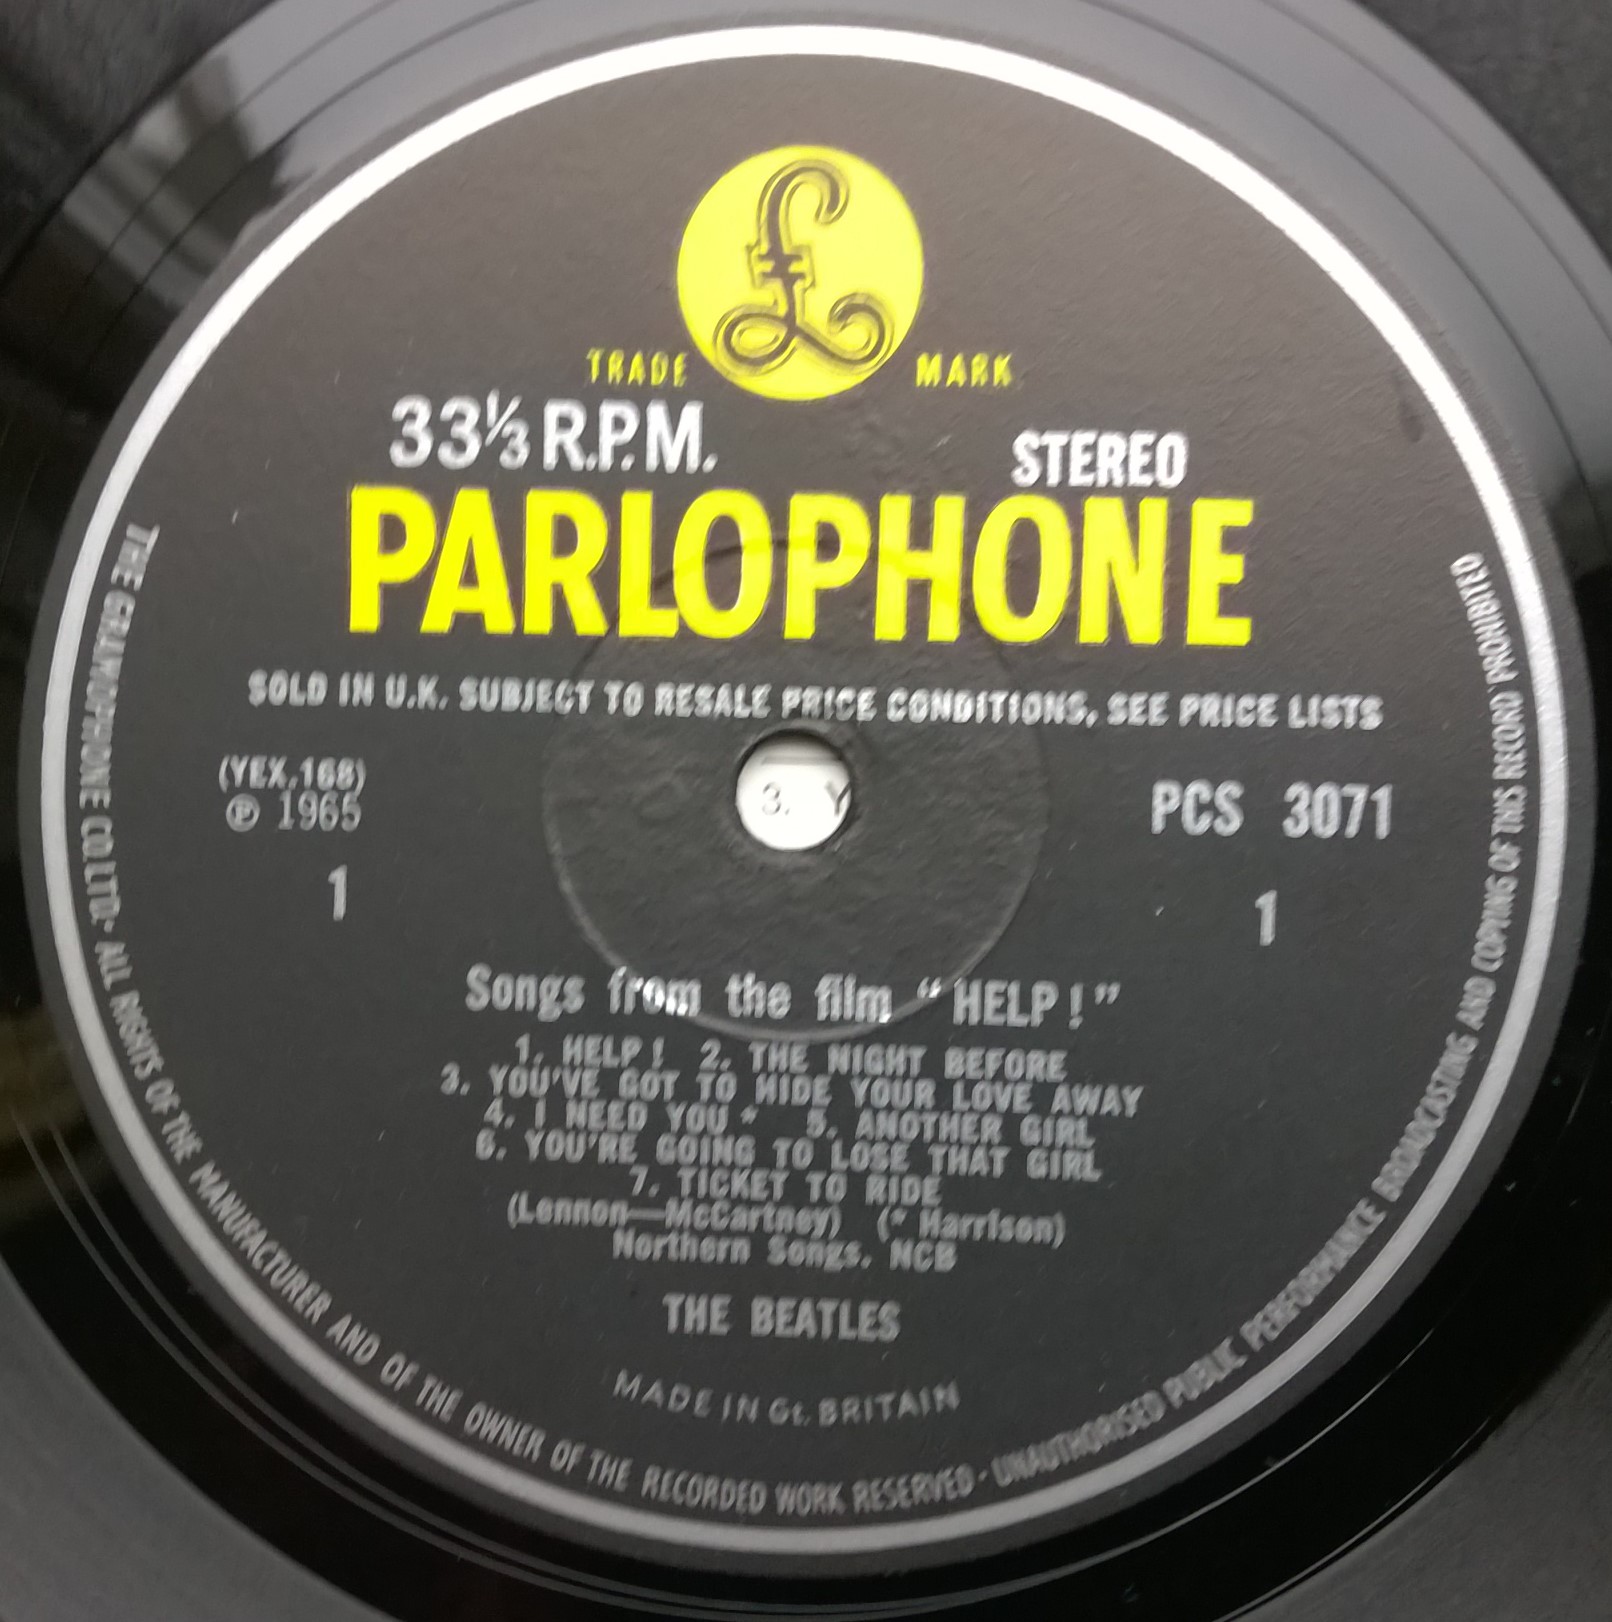 £
TRADE MARK
33⅓ R.P.M. STEREO
PARLOPHONE
SOLD IN U.K. SUBJECT TO RESALE PRICE CONDITIONS, SEE PRICE LISTS
(YEX.168)
℗ 1965
PCS 3071
1 1
3. Y
Songs from the film “HELP!”
1. HELP! 2. THE NIGHT BEFORE
3. YOU'VE GOT TO HIDE YOUR LOVE AWAY
4. I NEED YOU * 5. ANOTHER GIRL
6. YOU'RE GOING TO LOSE THAT GIRL
7. TICKET TO RIDE
(Lennon—McCartney) (* Harrison)
Northern Songs. NCB
THE BEATLES
MADE IN Gt. BRITAIN
THE GRAMOPHONE CO. LTD. · ALL RIGHTS OF THE MANUFACTURER AND OF THE OWNER OF THE RECORDED WORK RESERVED · UNAUTHORISED PUBLIC PERFORMANCE BROADCASTING AND COPYING OF THIS RECORD PROHIBITED